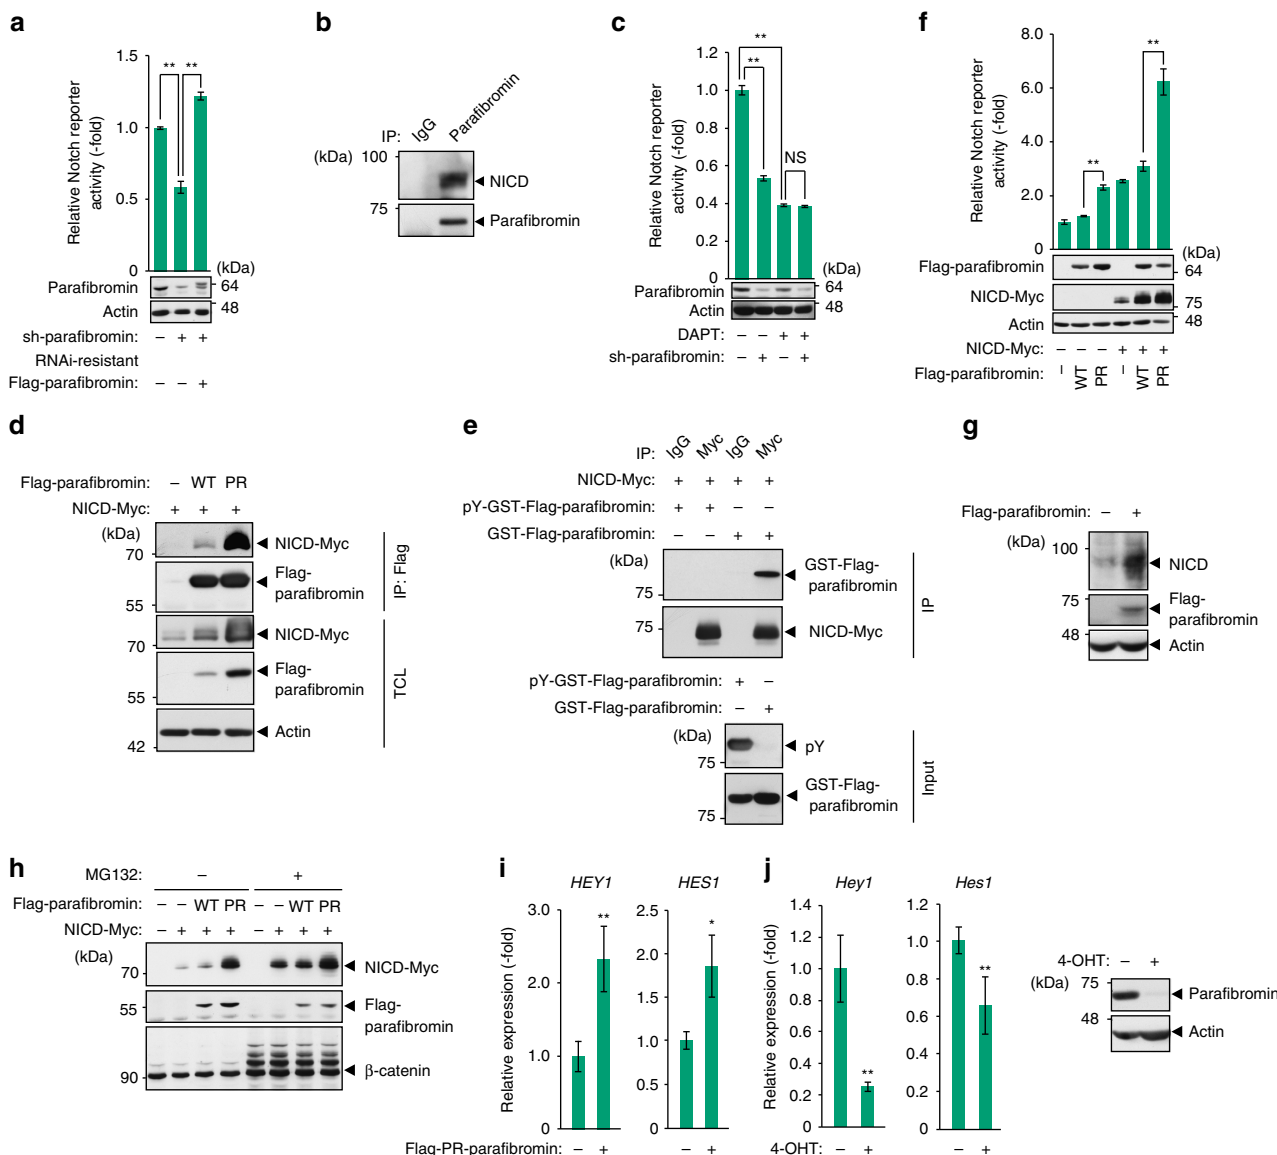 a
1.5
1.0
0.5
0
Relative Notch reporter
activity (-fold)
** **
(kDa)
Parafibromin
64
Actin
48
sh-parafibromin: – + +
RNAi-resistant
Flag-parafibromin: – – +
b
IP: IgG Parafibromin
(kDa) 100
NICD
75
Parafibromin
c
1.2
1.0
0.8
0.6
0.4
0.2
0
Relative Notch reporter
activity (-fold)
**
**
NS
(kDa)
Parafibromin
64
Actin
48
DAPT: – – + +
sh-parafibromin: – + – +
f
8.0
6.0
4.0
2.0
0
Relative Notch reporter
activity (-fold)
**
**
(kDa)
Flag-parafibromin
64
NICD-Myc
75
Actin
48
NICD-Myc: – – – + + +
Flag-parafibromin: – WT PR – WT PR
d
Flag-parafibromin: – WT PR
NICD-Myc: + + +
(kDa)
70
NICD-Myc
Flag-
parafibromin
55
IP: Flag
NICD-Myc
70
Flag-
parafibromin
55
Actin
42
TCL
e
IP: IgG Myc IgG Myc
NICD-Myc: + + + +
pY-GST-Flag-parafibromin: + + – –
GST-Flag-parafibromin: – – + +
(kDa)
75
GST-Flag-
parafibromin
75
NICD-Myc
IP
pY-GST-Flag-parafibromin: + –
GST-Flag-parafibromin: – +
(kDa)
pY
75
GST-Flag-
parafibromin
75
Input
g
Flag-parafibromin: – +
(kDa)
100
NICD
75
Flag-
parafibromin
48
Actin
h
MG132: – +
Flag-parafibromin: – – WT PR – – WT PR
NICD-Myc: – + + + – + + +
(kDa)
70
NICD-Myc
55
Flag-
parafibromin
90
β-catenin
i
HEY1
3.0
2.0
1.0
0
Relative expression (-fold)
**
HES1
2.5
2.0
1.5
1.0
0.5
0
*
Flag-PR-parafibromin: – + – +
j
Hey1
1.4
1.2
1.0
0.8
0.6
0.4
0.2
0
Relative expression (-fold)
**
Hes1
1.2
1.0
0.8
0.6
0.4
0.2
0
**
4-OHT: – + – +
4-OHT: – +
(kDa)
75
Parafibromin
48
Actin